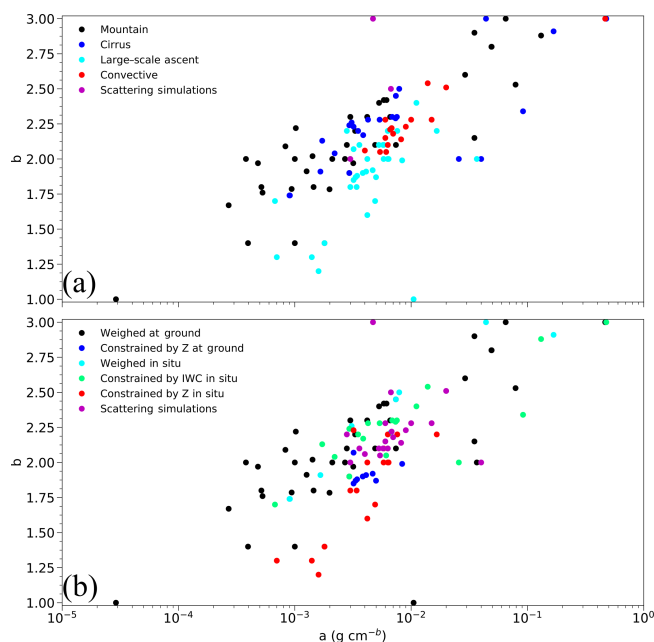 3.00
2.75
2.50
2.25
2.00
1.75
1.50
1.25
1.00
b
Mountain
Cirrus
Large-scale ascent
Convective
Scattering simulations
(a)
3.00
2.75
2.50
2.25
2.00
1.75
1.50
1.25
1.00
b
Weighed at ground
Constrained by Z at ground
Weighed in situ
Constrained by IWC in situ
Constrained by Z in situ
Scattering simulations
(b)
10⁻⁵ 10⁻⁴ 10⁻³ 10⁻² 10⁻¹ 10⁰
a (g cm⁻ᵇ)